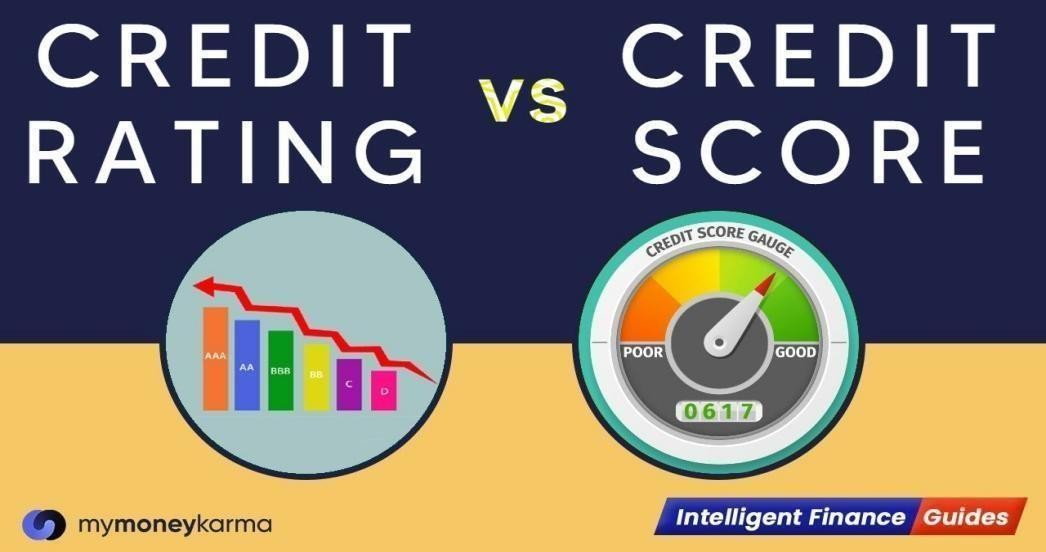 CREDIT
RATING
VS
CREDIT
SCORE
AAA
AA
BBB
BB
C
D
CREDIT SCORE GAUGE
POOR
GOOD
0617
mymoneykarma
Intelligent Finance Guides